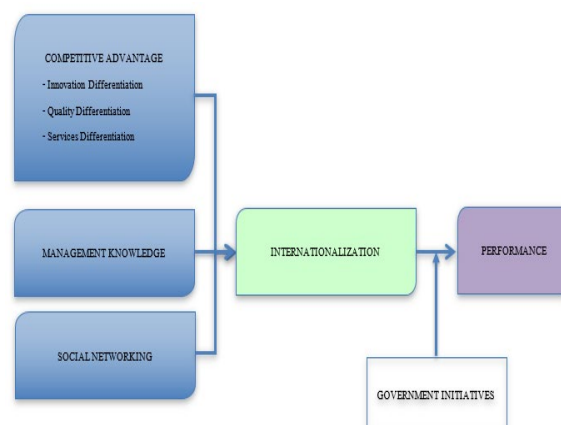 COMPETITIVE ADVANTAGE
- Innovation Differentiation
- Quality Differentiation
- Services Differentiation
MANAGEMENT KNOWLEDGE
SOCIAL NETWORKING
INTERNATIONALIZATION
PERFORMANCE
GOVERNMENT INITIATIVES